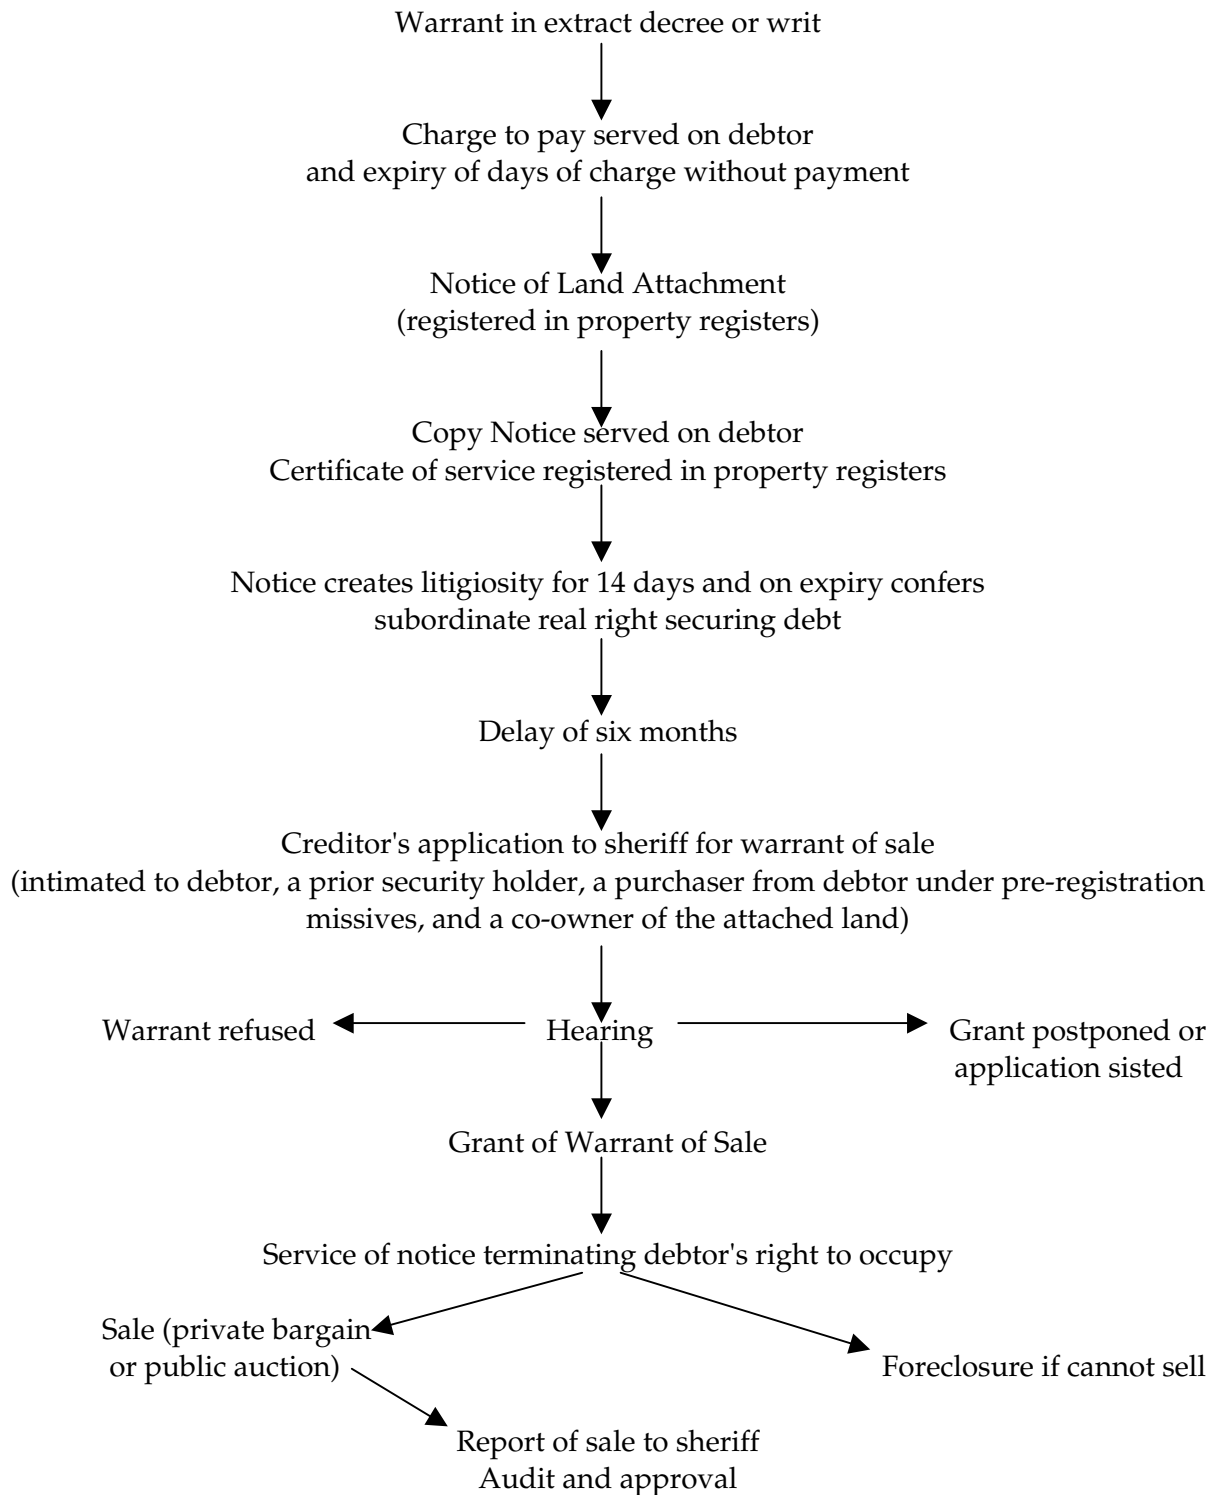 Warrant in extract decree or writ
Charge to pay served on debtor
and expiry of days of charge without payment
Notice of Land Attachment
(registered in property registers)
Copy Notice served on debtor
Certificate of service registered in property registers
Notice creates litigiosity for 14 days and on expiry confers
subordinate real right securing debt
Delay of six months
Creditor's application to sheriff for warrant of sale
(intimated to debtor, a prior security holder, a purchaser from debtor under pre-registration
missives, and a co-owner of the attached land)
Warrant refused
Hearing
Grant postponed or
application sisted
Grant of Warrant of Sale
Service of notice terminating debtor's right to occupy
Sale (private bargain
or public auction)
Foreclosure if cannot sell
Report of sale to sheriff
Audit and approval